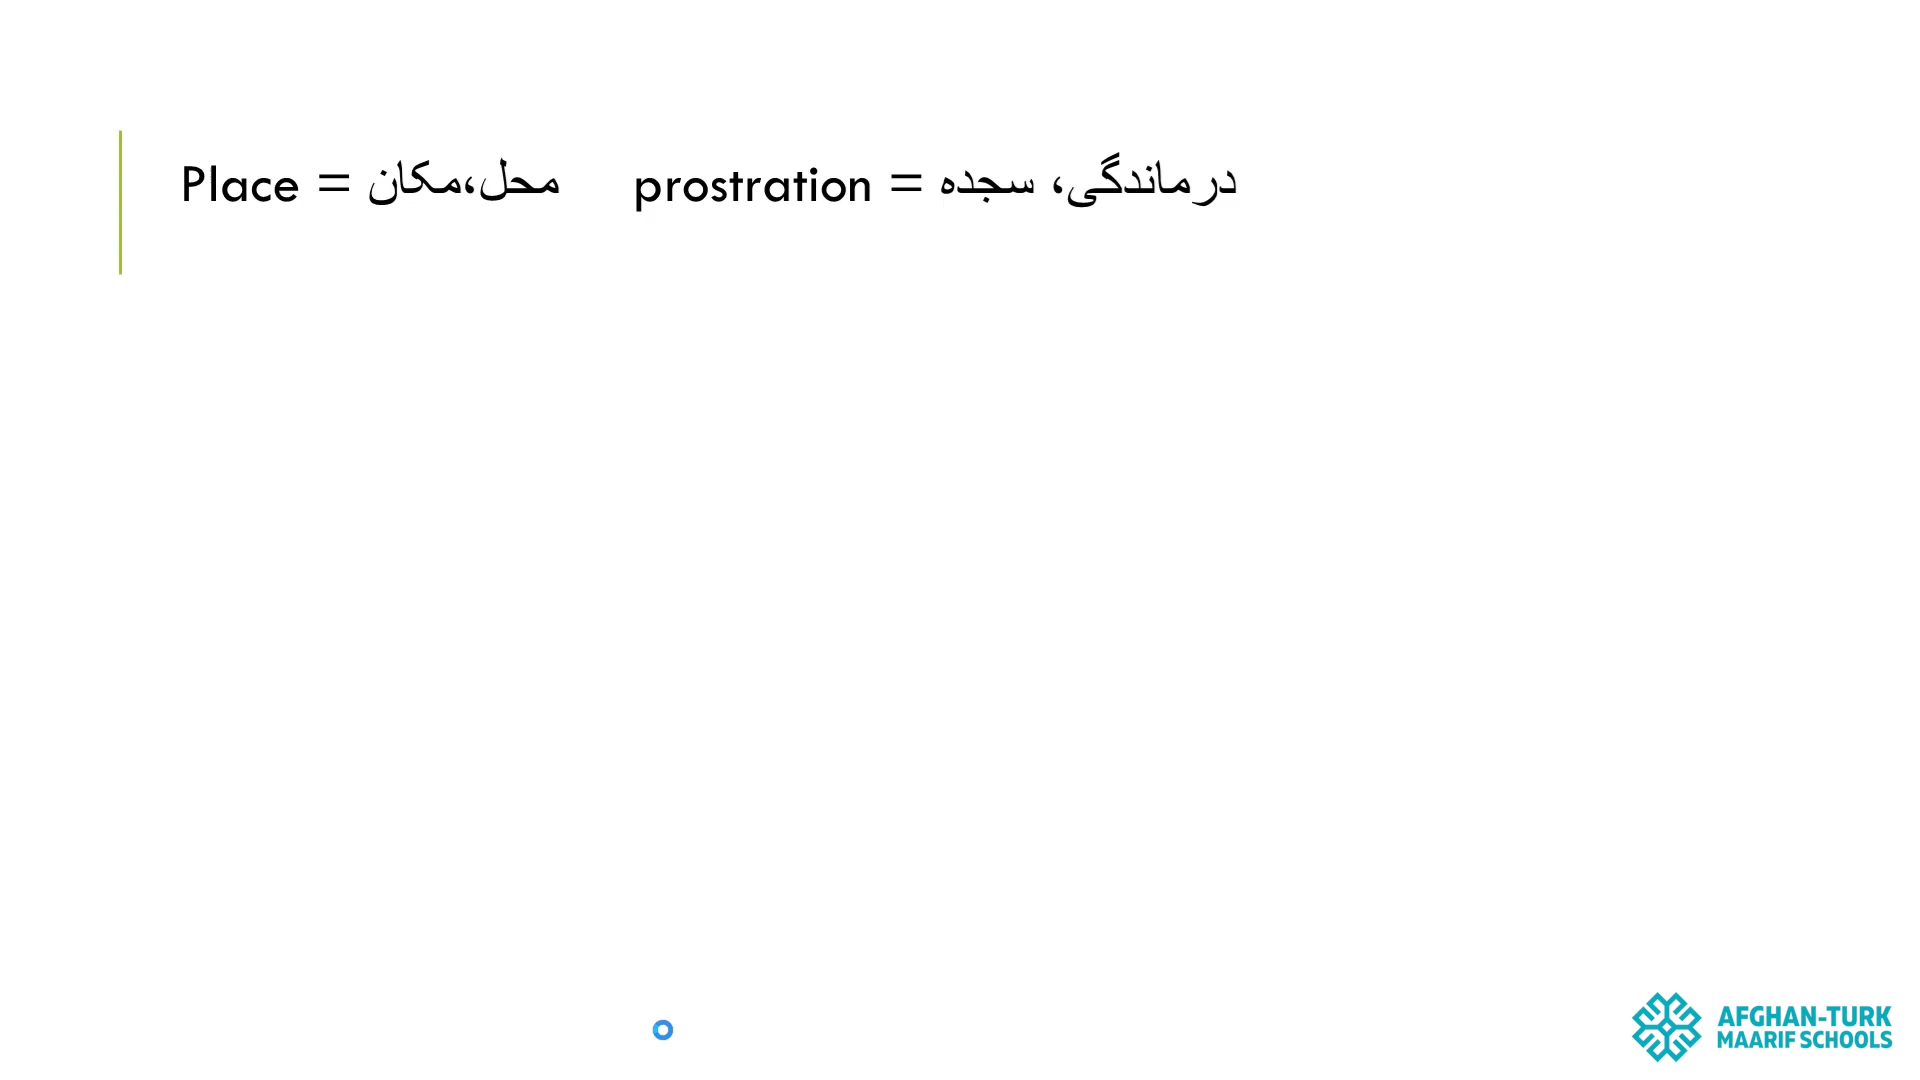 Place = محل،مکان prostration = درماندگی، سجده
AFGHAN-TURK
MAARIF SCHOOLS